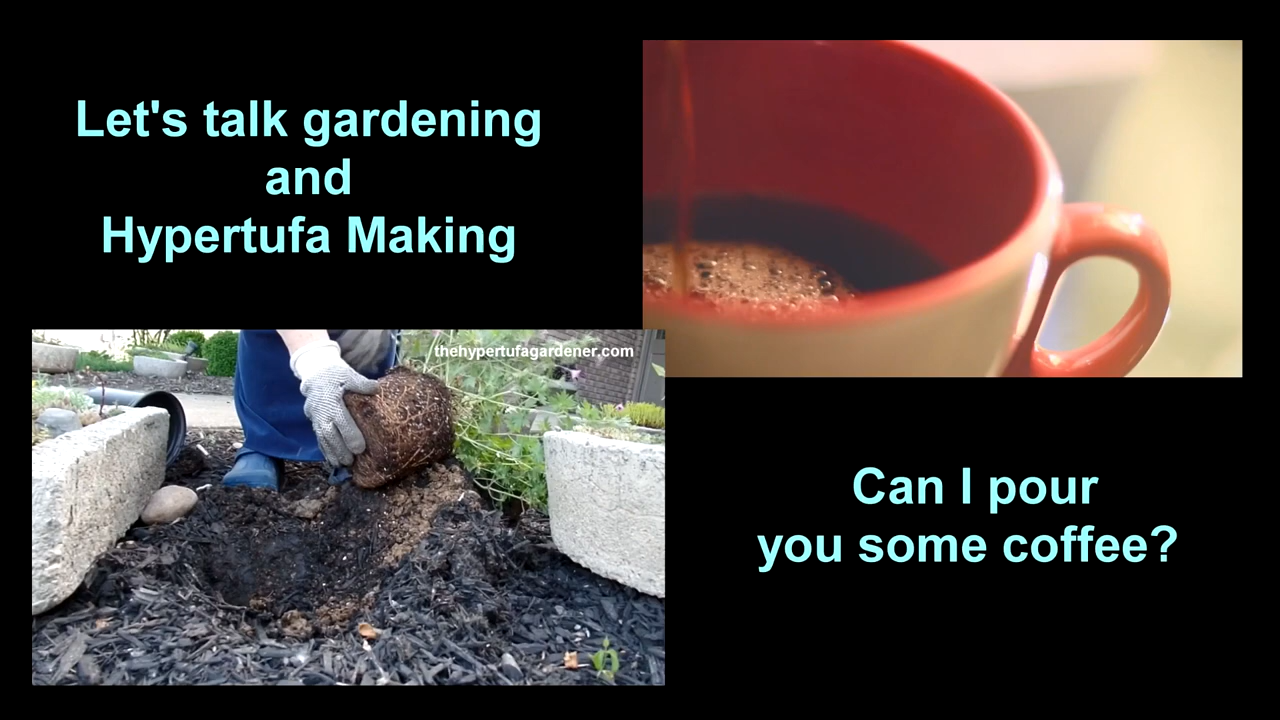 Let's talk gardening
and
Hypertufa Making
thehypertufagardener.com
Can I pour
you some coffee?